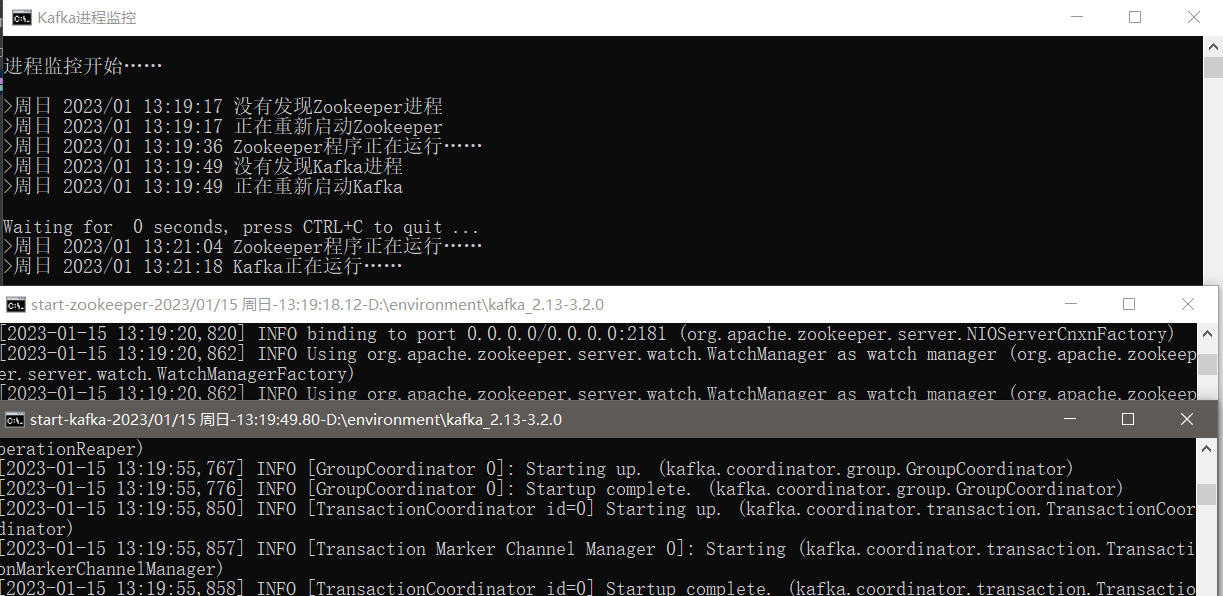 Kafka进程监控
进程监控开始……
>周日 2023/01 13:19:17 没有发现Zookeeper进程
>周日 2023/01 13:19:17 正在重新启动Zookeeper
>周日 2023/01 13:19:36 Zookeeper程序正在运行……
>周日 2023/01 13:19:49 没有发现Kafka进程
>周日 2023/01 13:19:49 正在重新启动Kafka
Waiting for  0 seconds, press CTRL+C to quit ...
>周日 2023/01 13:21:04 Zookeeper程序正在运行……
>周日 2023/01 13:21:18 Kafka正在运行……
start-zookeeper-2023/01/15 周日-13:19:18.12-D:\environment\kafka_2.13-3.2.0
[2023-01-15 13:19:20,820] INFO binding to port 0.0.0.0/0.0.0.0:2181 (org.apache.zookeeper.server.NIOServerCnxnFactory)
[2023-01-15 13:19:20,862] INFO Using org.apache.zookeeper.server.watch.WatchManager as watch manager (org.apache.zookeep
er.server.watch.WatchManagerFactory)
[2023-01-15 13:19:20,862] INFO Using org.apache.zookeeper.server.watch.WatchManager as watch manager (org.apache.zookeep
start-kafka-2023/01/15 周日-13:19:49.80-D:\environment\kafka_2.13-3.2.0
perationReaper)
[2023-01-15 13:19:55,767] INFO [GroupCoordinator 0]: Starting up. (kafka.coordinator.group.GroupCoordinator)
[2023-01-15 13:19:55,776] INFO [GroupCoordinator 0]: Startup complete. (kafka.coordinator.group.GroupCoordinator)
[2023-01-15 13:19:55,850] INFO [TransactionCoordinator id=0] Starting up. (kafka.coordinator.transaction.TransactionCoor
dinator)
[2023-01-15 13:19:55,857] INFO [Transaction Marker Channel Manager 0]: Starting (kafka.coordinator.transaction.Transacti
onMarkerChannelManager)
[2023-01-15 13:19:55,858] INFO [TransactionCoordinator id=0] Startup complete. (kafka.coordinator.transaction.Transactio